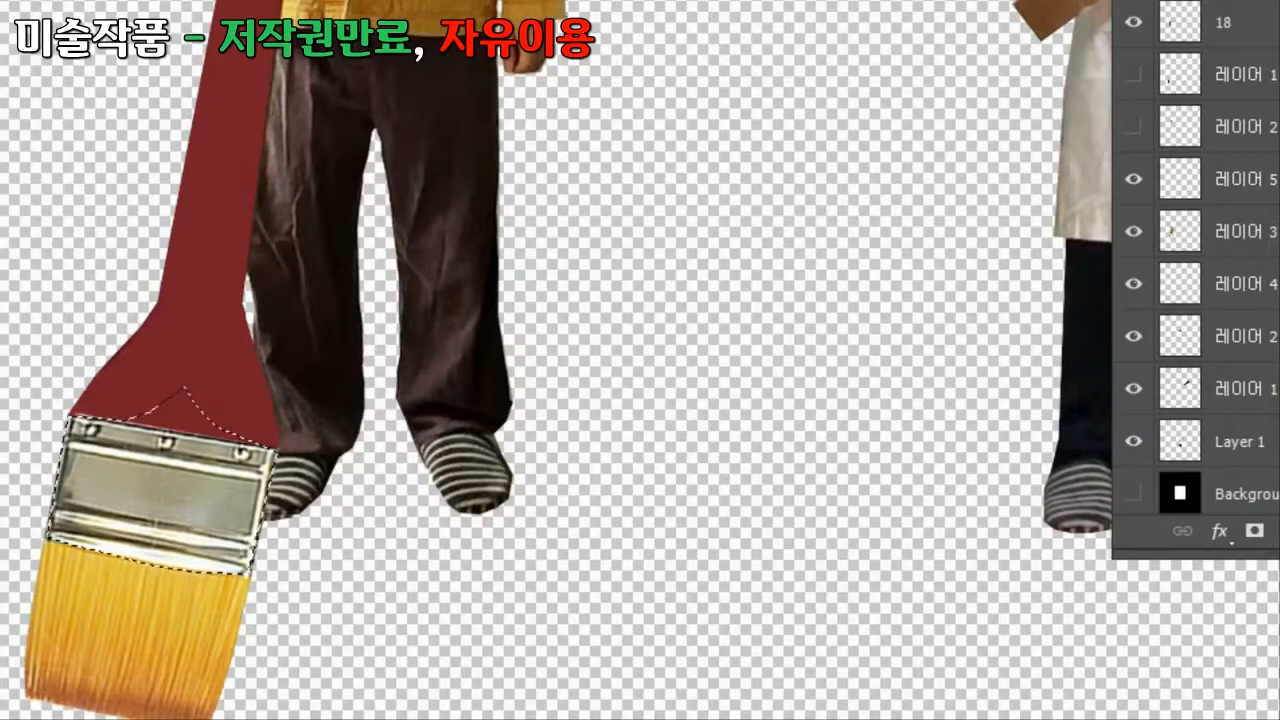 미술작품 - 저작권만료, 자유이용
18
레이어 1
레이어 2
레이어 5
레이어 3
레이어 4
레이어 2
레이어 1
Layer 1
Backgrou
fx